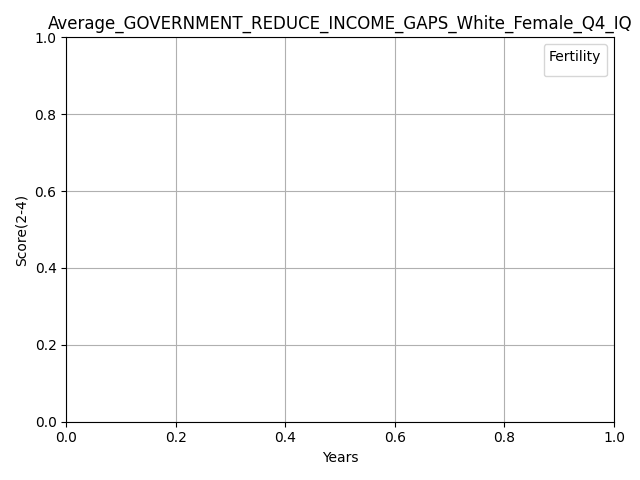 Average_GOVERNMENT_REDUCE_INCOME_GAPS_White_Female_Q4_IQ
1.0
Fertility
0.8
0.6
Score(2-4)
0.4
0.2
0.0
0.0 0.2 0.4 0.6 0.8 1.0
Years